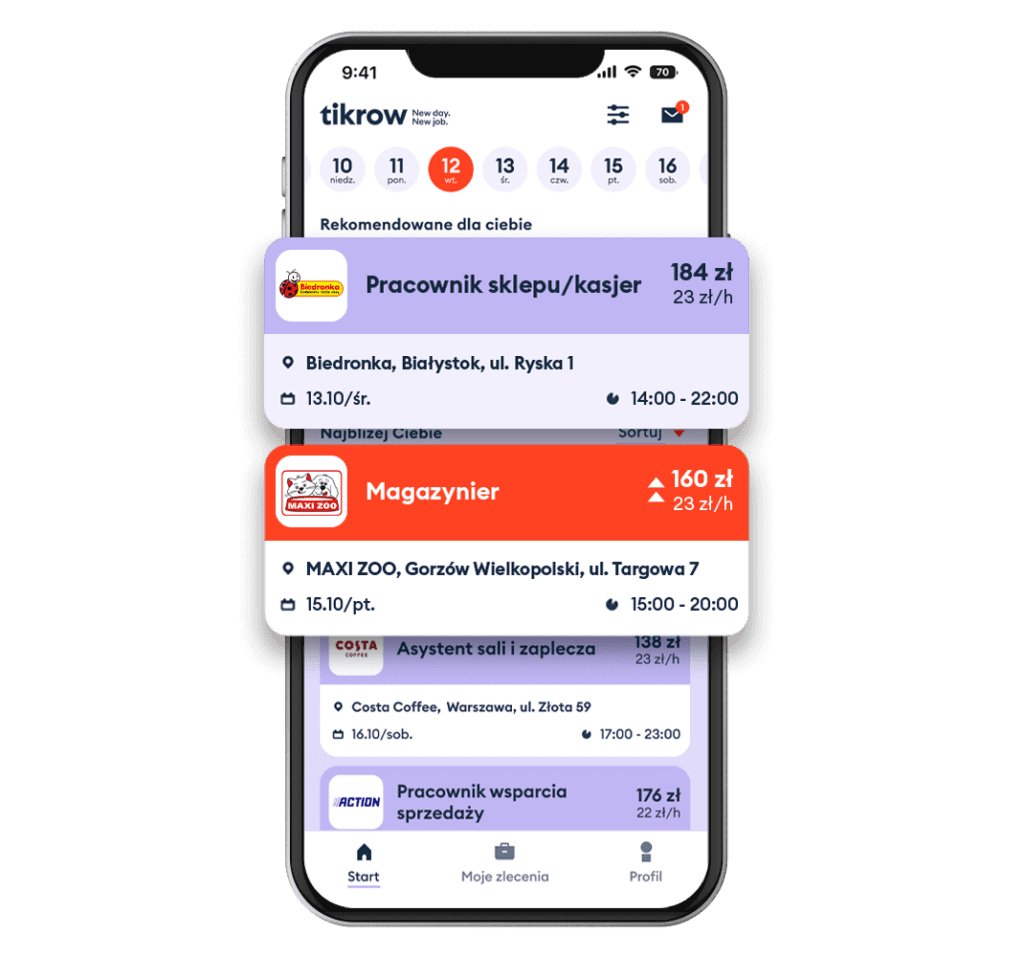 9:41
70
tikrow New day.
New job.
1
10 11 12 13 14 15 16
niedz. pon. wt. śr. czw. pt. sob.
Rekomendowane dla ciebie
Biedronka
Pracownik sklepu/kasjer
184 zł
23 zł/h
Biedronka, Białystok, ul. Ryska 1
13.10/śr. 14:00 - 22:00
Najbliżej Ciebie Sortuj
MAXI ZOO
Magazynier
160 zł
23 zł/h
MAXI ZOO, Gorzów Wielkopolski, ul. Targowa 7
15.10/pt. 15:00 - 20:00
COSTA
COFFEE
Asystent sali i zaplecza
138 zł
23 zł/h
Costa Coffee, Warszawa, ul. Złota 59
16.10/sob. 17:00 - 23:00
ACTION
Pracownik wsparcia
sprzedaży
176 zł
22 zł/h
Start Moje zlecenia Profil